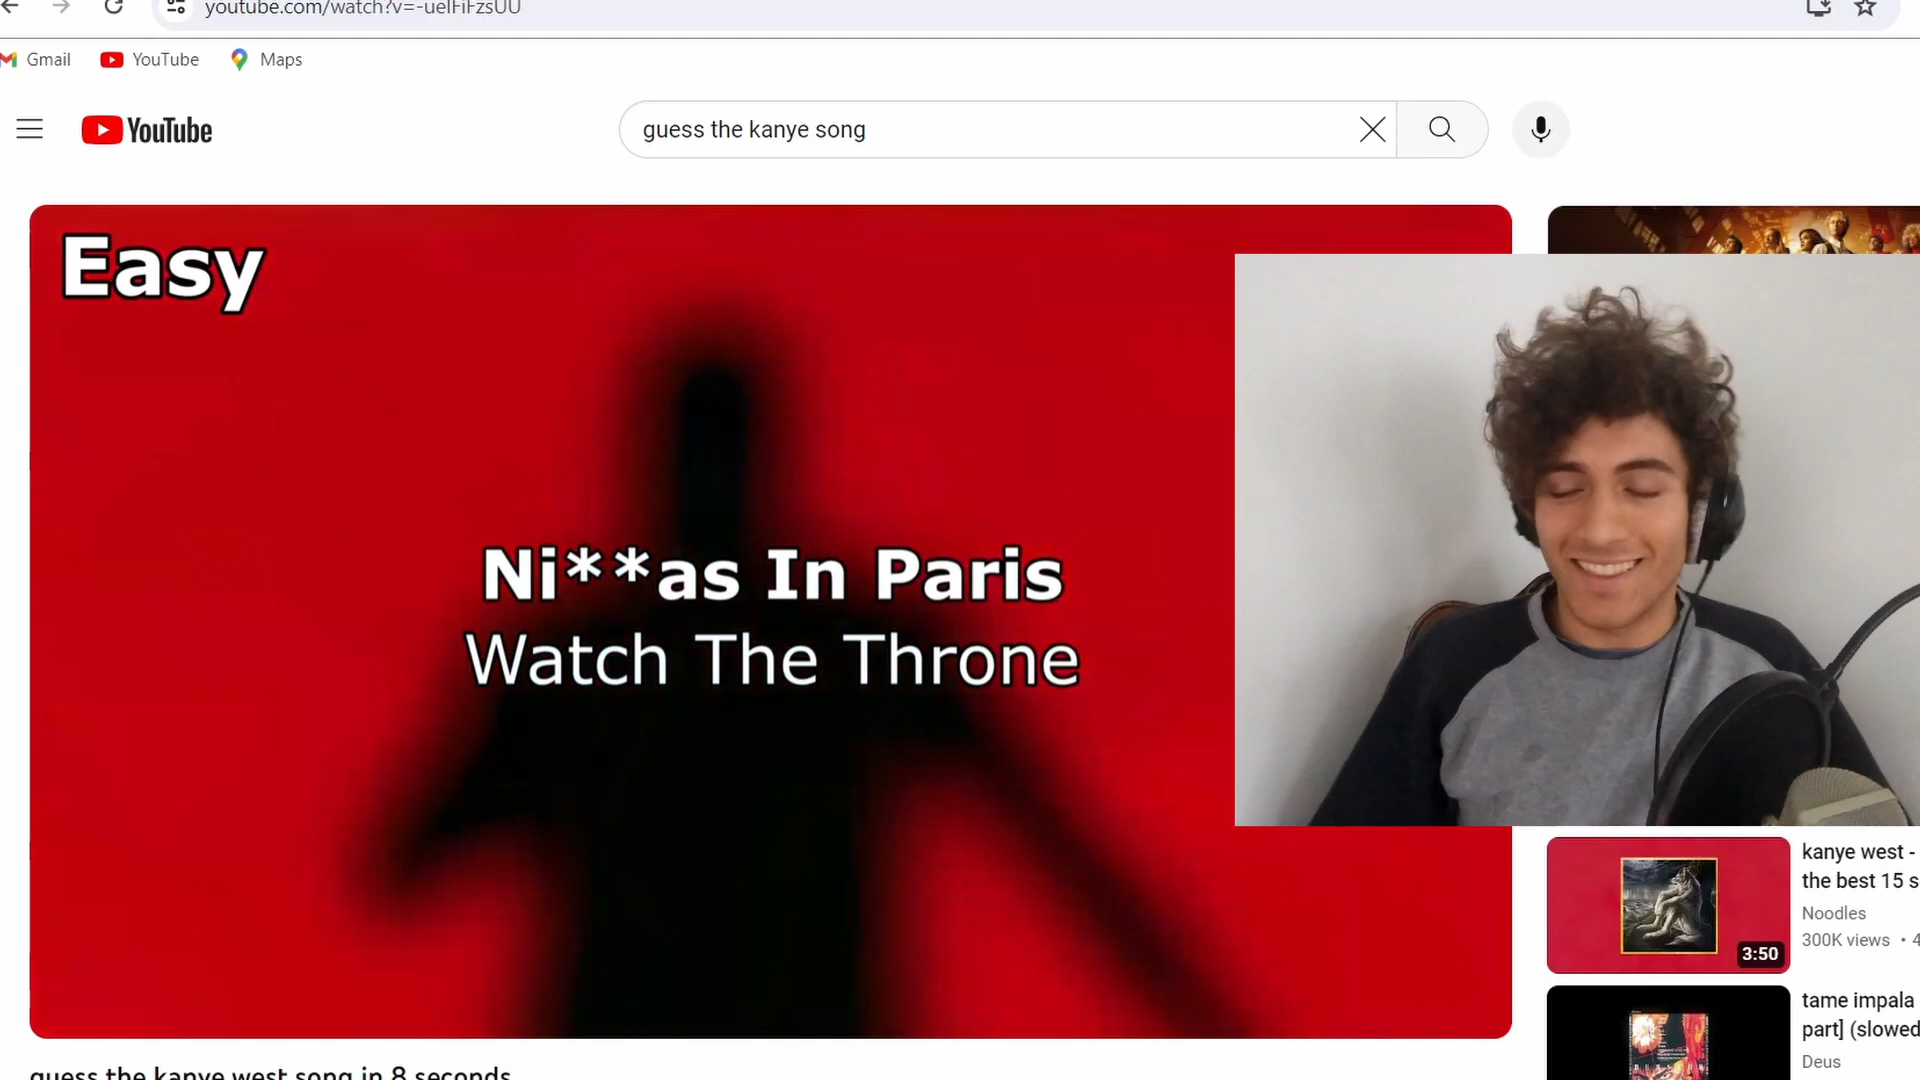 youtube.com/watch?v=-uelFiFzsUU
Gmail YouTube Maps
YouTube
guess the kanye song
Easy
Ni**as In Paris
Watch The Throne
kanye west -
the best 15 s
Noodles
300K views • 4
3:50
tame impala
part] (slowed
Deus
guess the kanye west song in 8 seconds